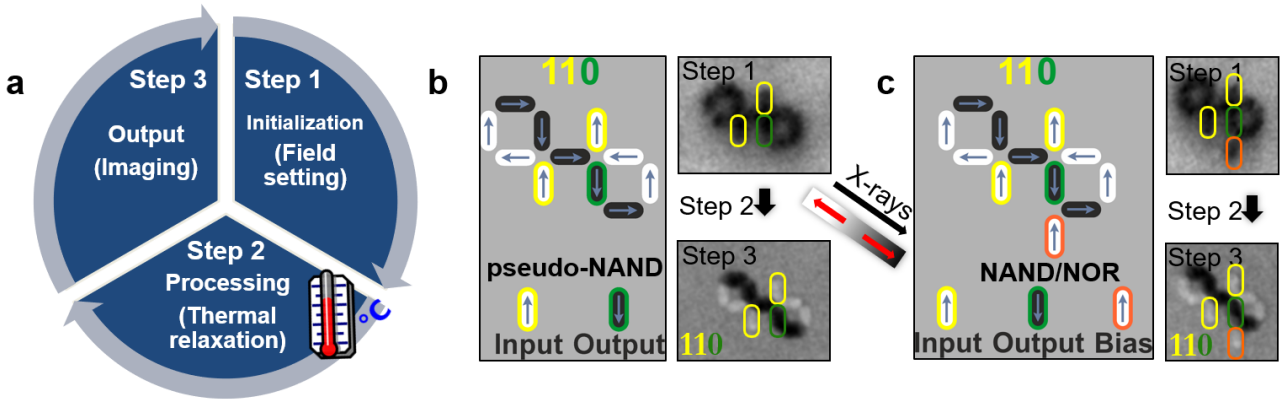 a
Step 3
Output
(Imaging)
Step 1
Initialization
(Field
setting)
Step 2
Processing
(Thermal
relaxation)
°C
b
110
pseudo-NAND
Input Output
Step 1
Step 2
Step 3
110
X-rays
c
110
NAND/NOR
Input Output Bias
Step 1
Step 2
Step 3
110